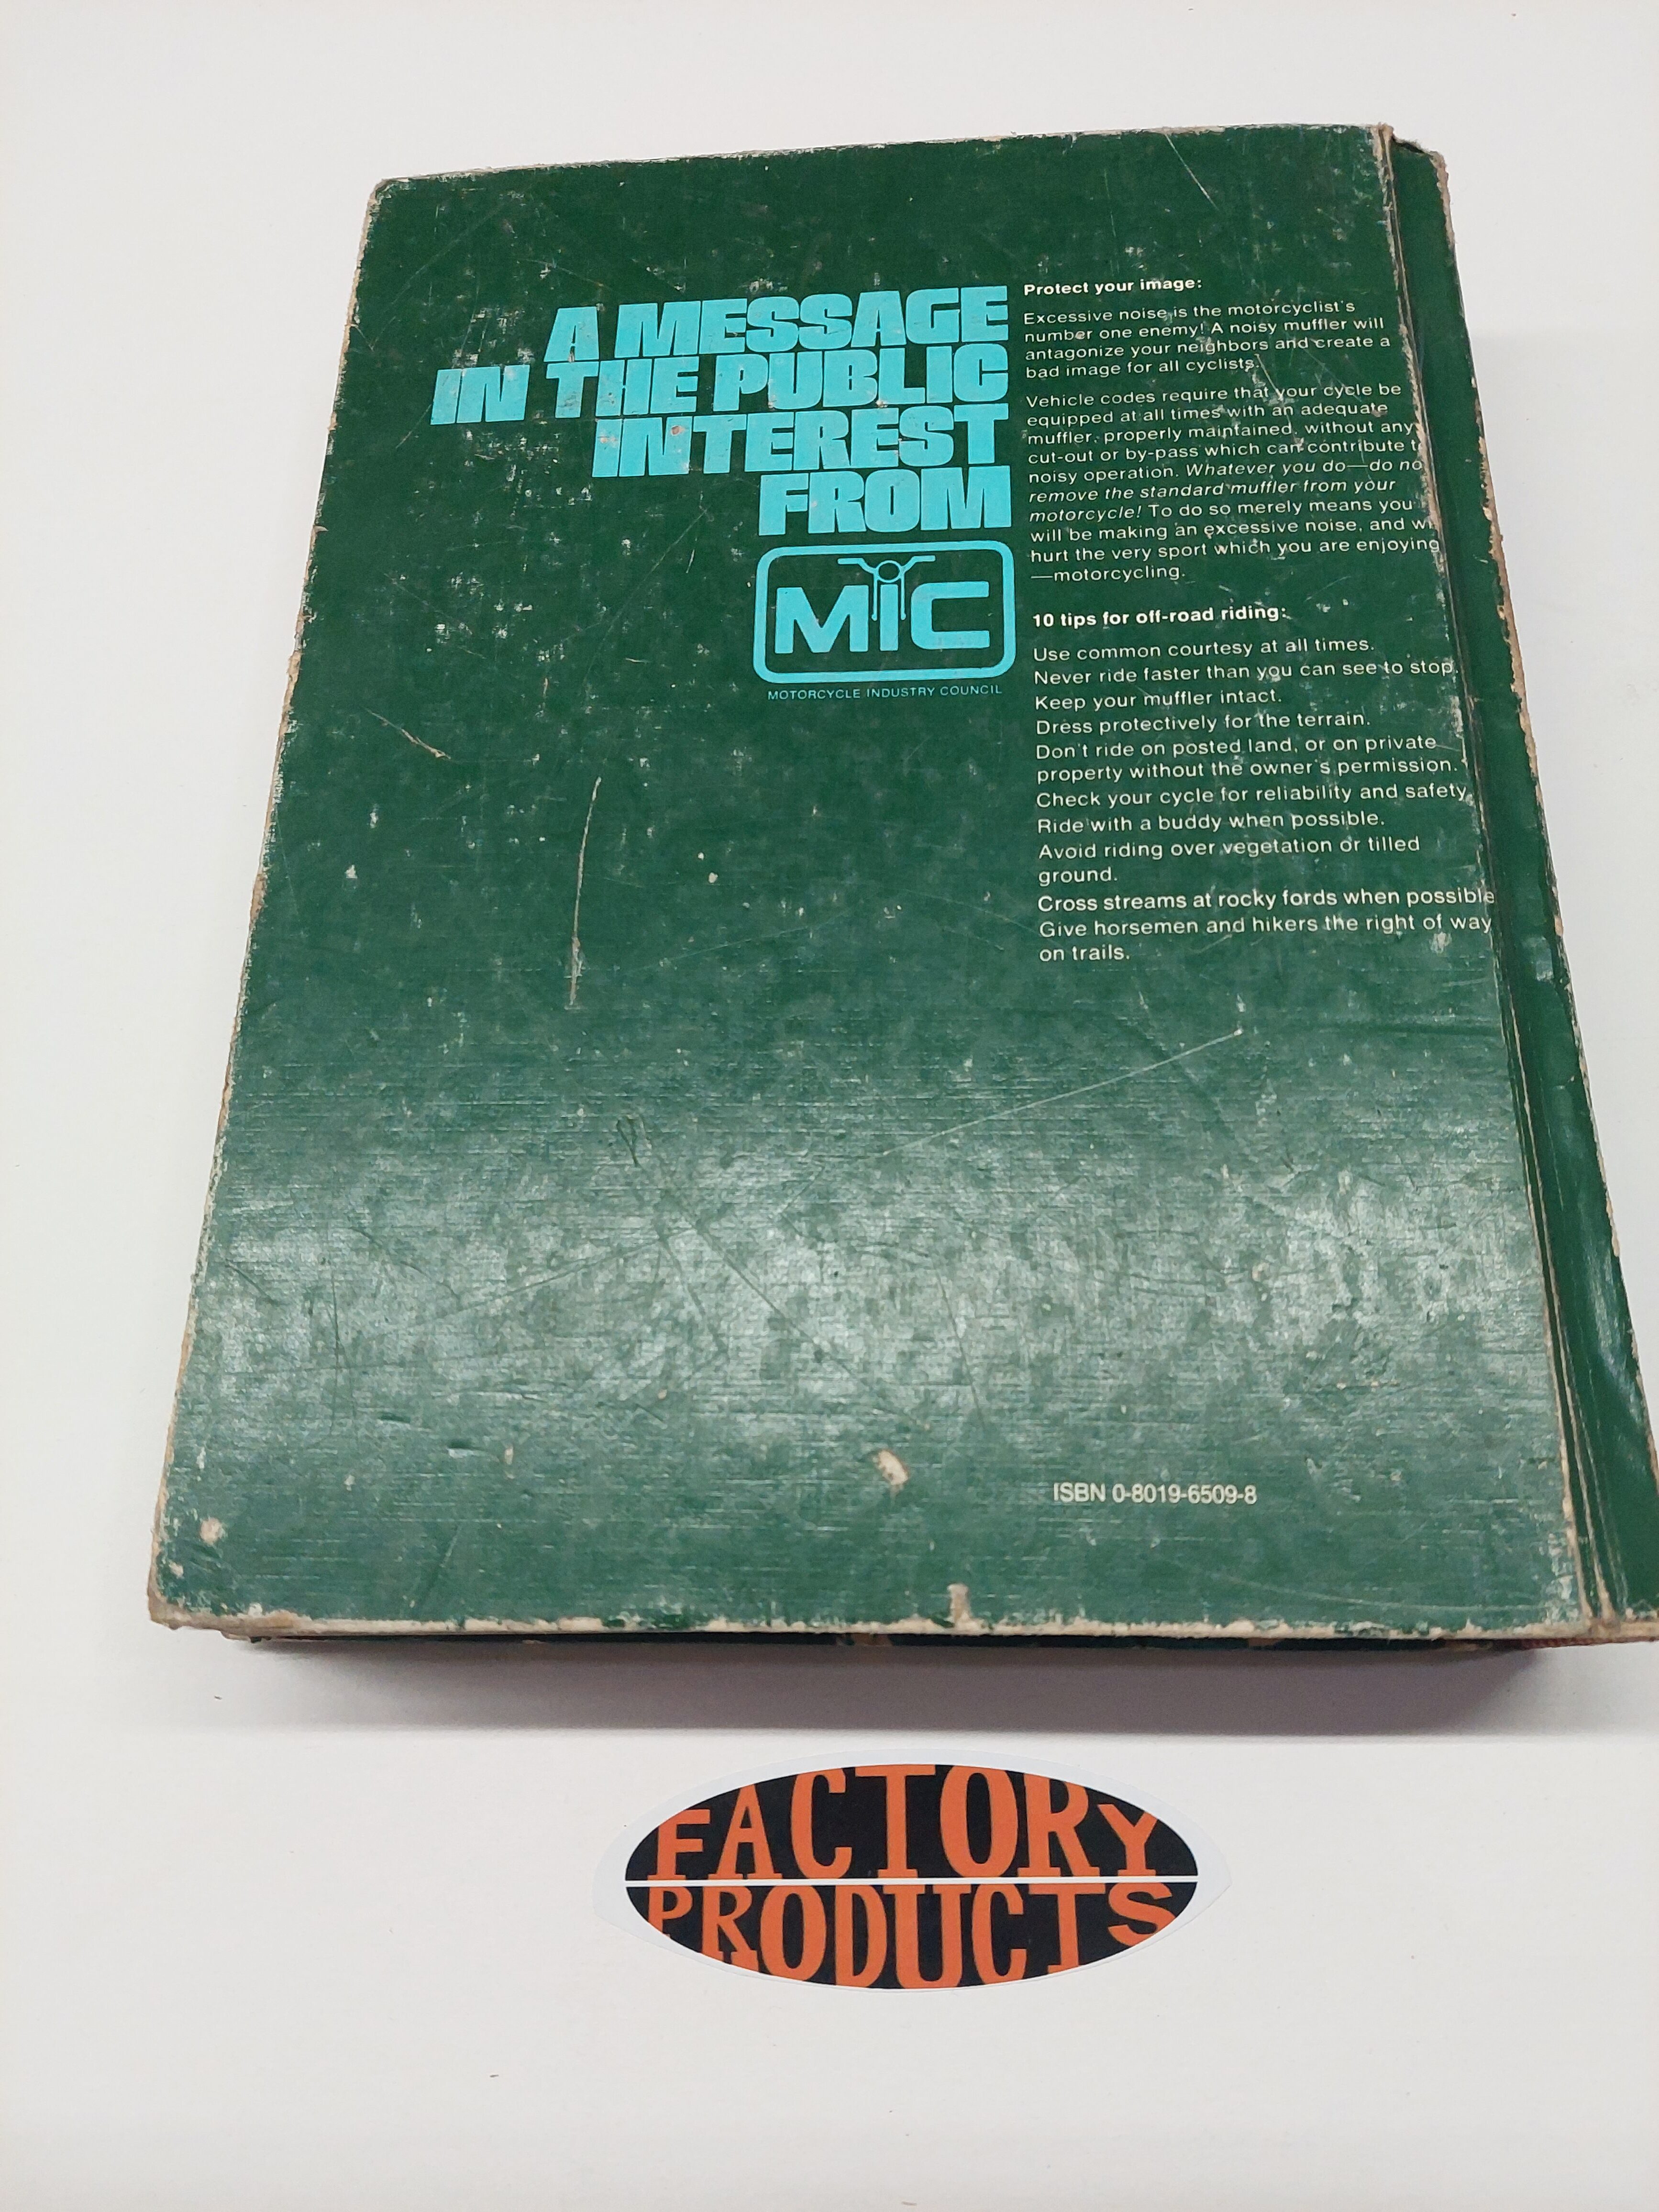 A MESSAGE
IN THE PUBLIC
INTEREST
FROM
MIC
MOTORCYCLE INDUSTRY COUNCIL
Protect your image:
Excessive noise is the motorcyclist's
number one enemy! A noisy muffler will
antagonize your neighbors and create a
bad image for all cyclists.
Vehicle codes require that your cycle be
equipped at all times with an adequate
muffler, properly maintained, without any
cut-out or by-pass which can contribute
noisy operation. Whatever you do—do
remove the standard muffler from your
motorcycle! To do so merely means you
will be making an excessive noise, and
hurt the very sport which you are enjoying
—motorcycling.
10 tips for off-road riding:
Use common courtesy at all times.
Never ride faster than you can see to stop.
Keep your muffler intact.
Dress protectively for the terrain.
Don't ride on posted land, or on private
property without the owner's permission.
Check your cycle for reliability and safety.
Ride with a buddy when possible.
Avoid riding over vegetation or tilled
ground.
Cross streams at rocky fords when possible
Give horsemen and hikers the right of way
on trails.
ISBN 0-8019-6509-8
FACTORY
PRODUCTS